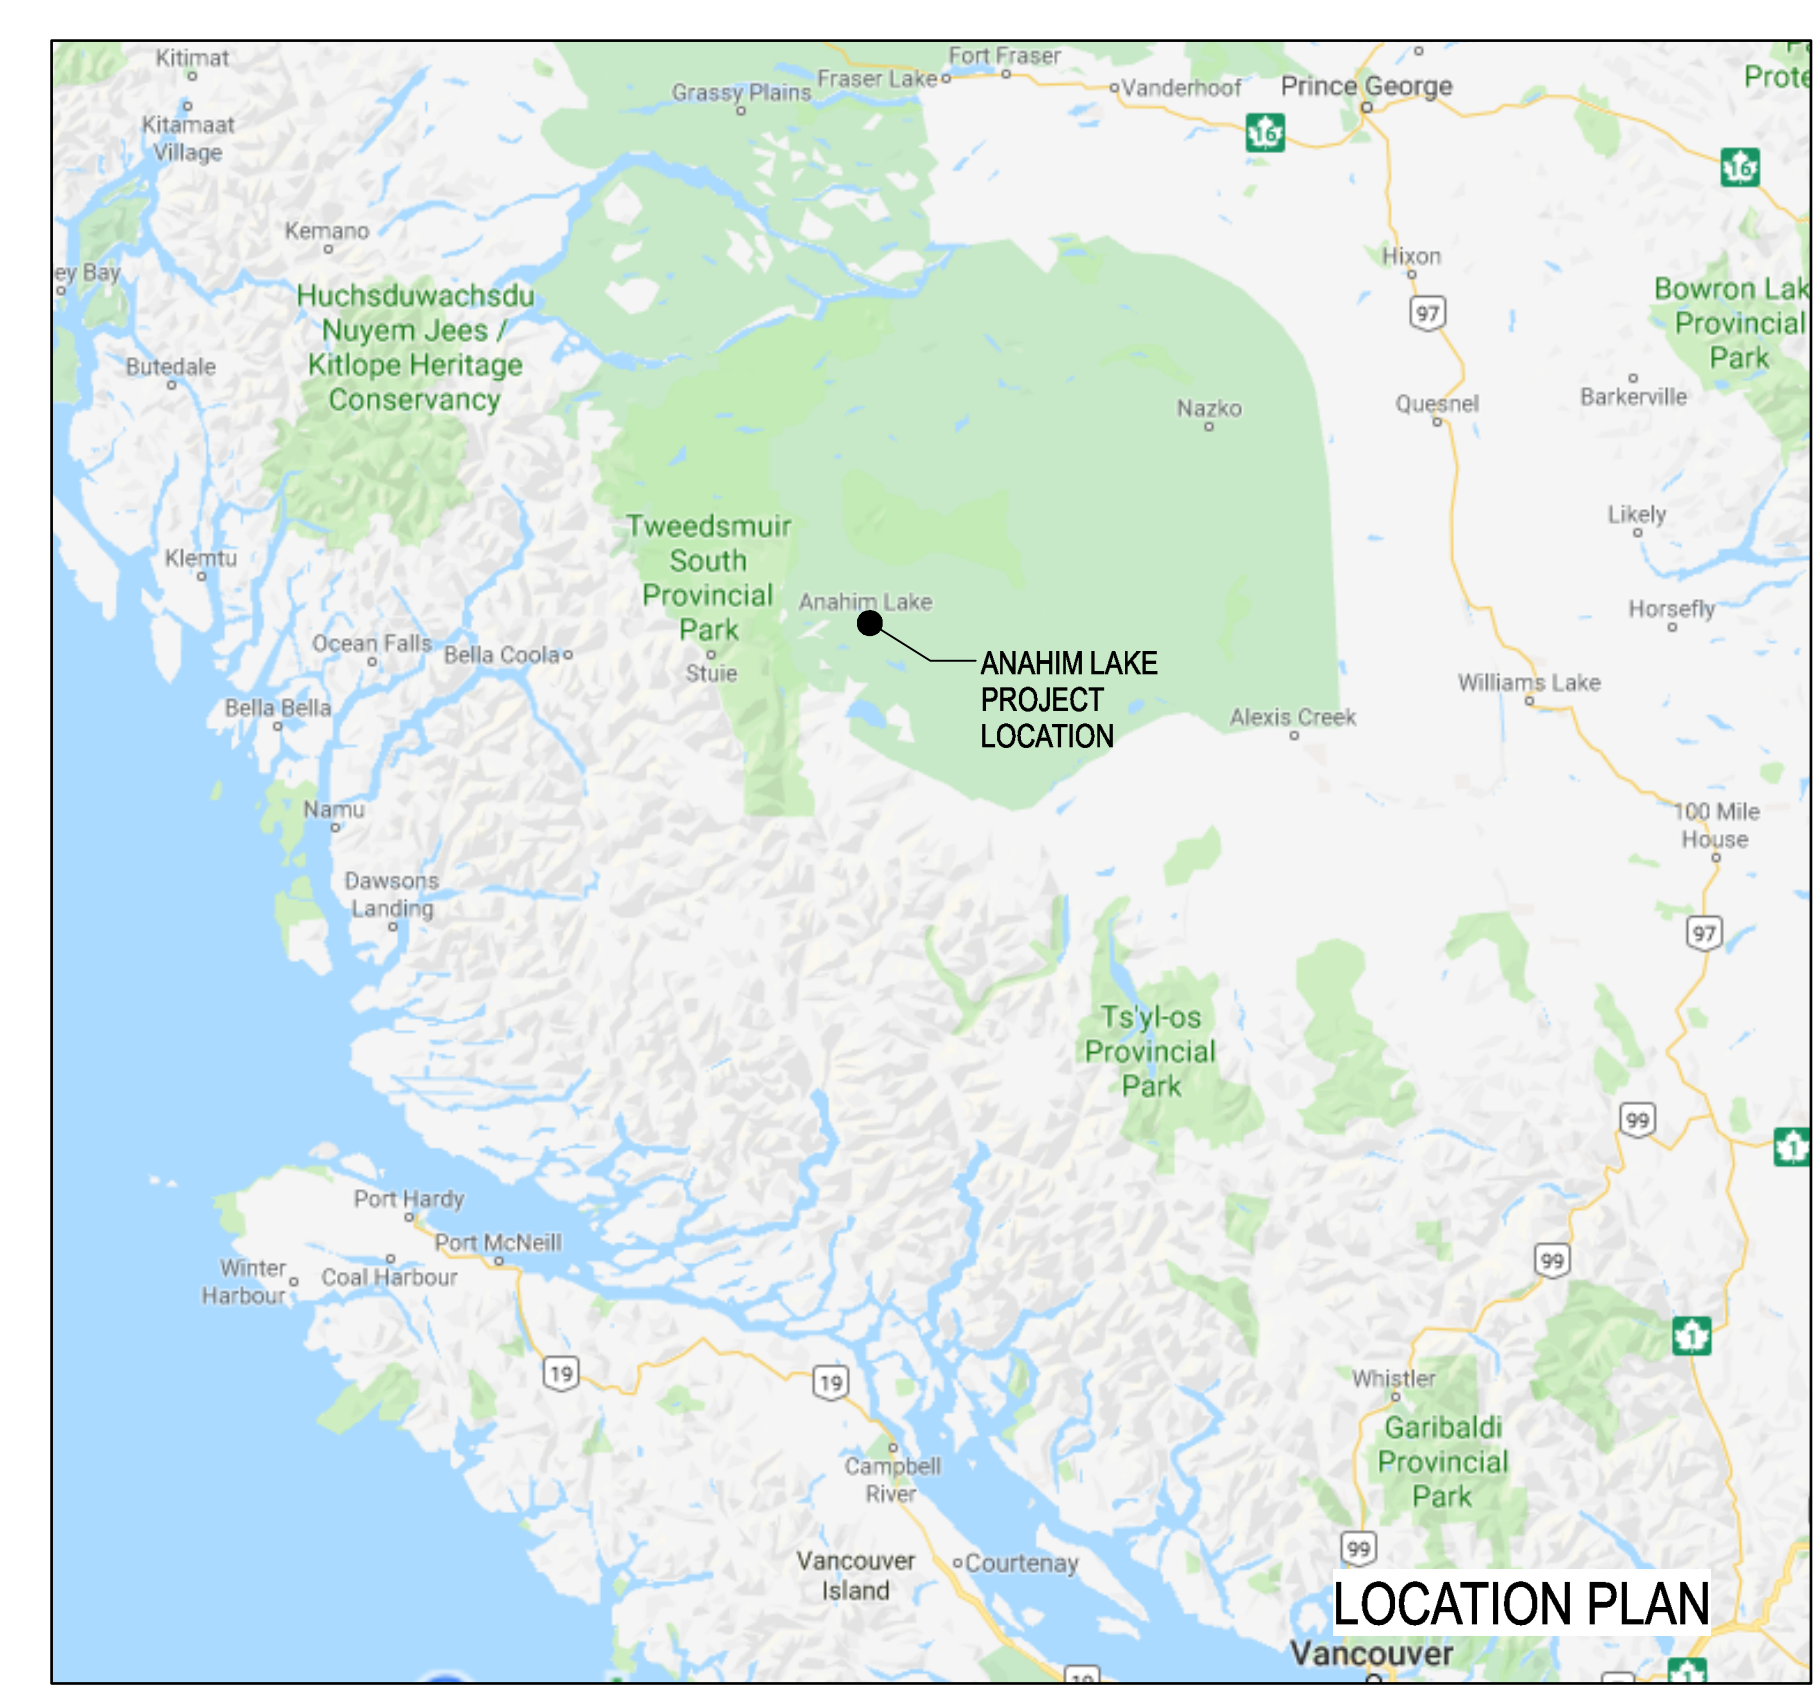 Kitimat
Fort Fraser
Fraser Lake
Grassy Plains
Vanderhoof
Prince George
Prote
Kitamaat
Village
16
16
Kemano
ey Bay
Hixon
Huchsduwachsdu
Nuyem Jees /
Kitlope Heritage
Conservancy
Bowron Lak
Provincial
Park
97
Butedale
Nazko
Quesnel
Barkerville
Tweedsmuir
South
Provincial
Park
Likely
Klemtu
Anahim Lake
Horsefly
Ocean Falls
Bella Coola
Stuie
ANAHIM LAKE
PROJECT
LOCATION
Williams Lake
Bella Bella
Alexis Creek
Namu
100 Mile
House
Dawsons
Landing
97
Ts'yl-os
Provincial
Park
99
1
Port Hardy
Port McNeill
Winter
Harbour
Coal Harbour
99
1
19
19
Whistler
Garibaldi
Provincial
Park
Campbell
River
99
Vancouver
Island
Courtenay
LOCATION PLAN
Vancouver
19
1